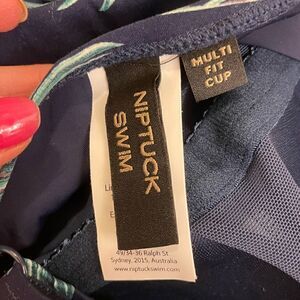 NIPTUCK
SWIM
MULTI
FIT
CUP
49/34-36 Ralph St
Sydney, 2015, Australia
www.niptuckswim.com